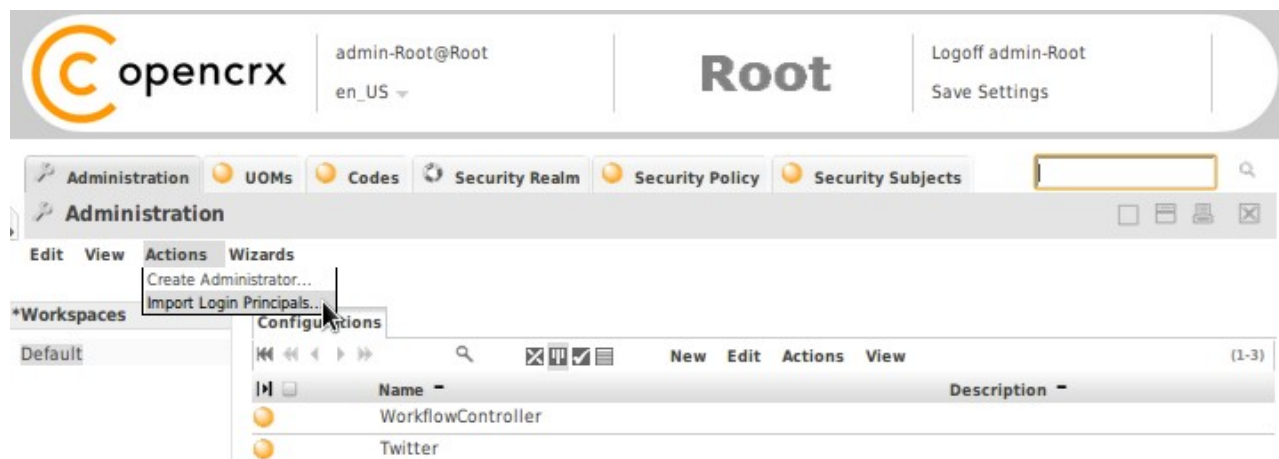 opencrx
admin-Root@Root
en_US
Root
Logoff admin-Root
Save Settings
Administration UOMs Codes Security Realm Security Policy Security Subjects
Administration
Edit View Actions Wizards
Create Administrator...
Import Login Principals...
*Workspaces
Default
Configurations
New Edit Actions View (1-3)
Name Description
WorkflowController
Twitter